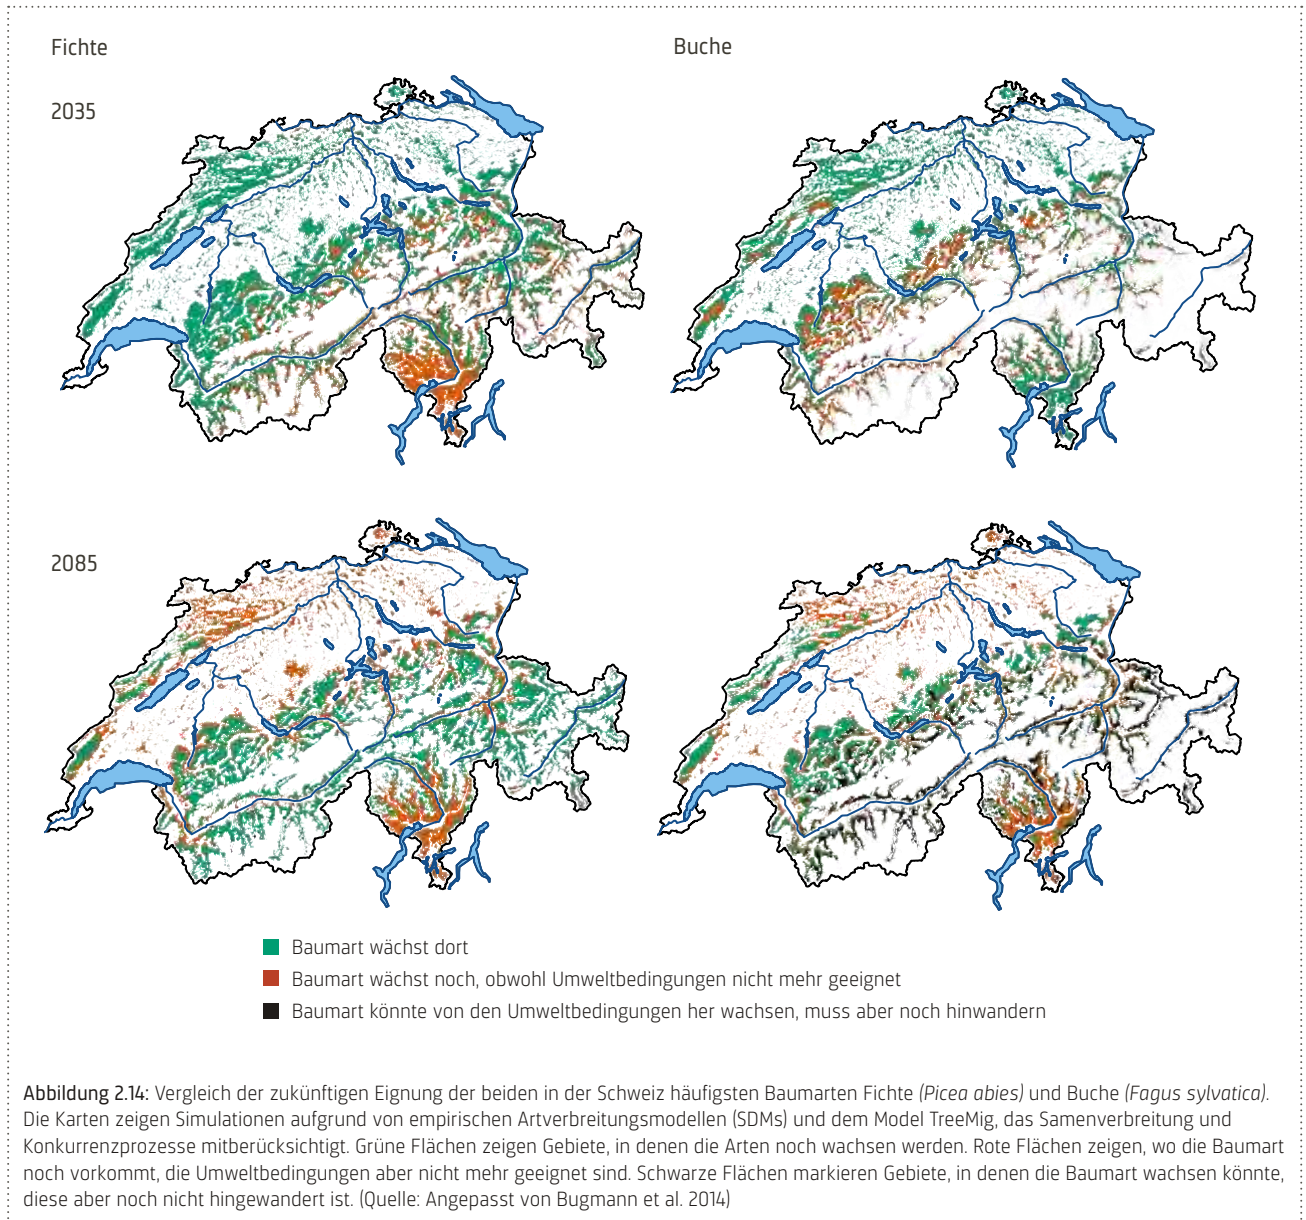 Fichte
Buche
2035
2085
Baumart wächst dort
Baumart wächst noch, obwohl Umweltbedingungen nicht mehr geeignet
Baumart könnte von den Umweltbedingungen her wachsen, muss aber noch hinwandern
Abbildung 2.14: Vergleich der zukünftigen Eignung der beiden in der Schweiz häufigsten Baumarten Fichte (Picea abies) und Buche (Fagus sylvatica).
Die Karten zeigen Simulationen aufgrund von empirischen Artverbreitungsmodellen (SDMs) und dem Model TreeMig, das Samenverbreitung und
Konkurrenzprozesse mitberücksichtigt. Grüne Flächen zeigen Gebiete, in denen die Arten noch wachsen werden. Rote Flächen zeigen, wo die Baumart
noch vorkommt, die Umweltbedingungen aber nicht mehr geeignet sind. Schwarze Flächen markieren Gebiete, in denen die Baumart wachsen könnte,
diese aber noch nicht hingewandert ist. (Quelle: Angepasst von Bugmann et al. 2014)